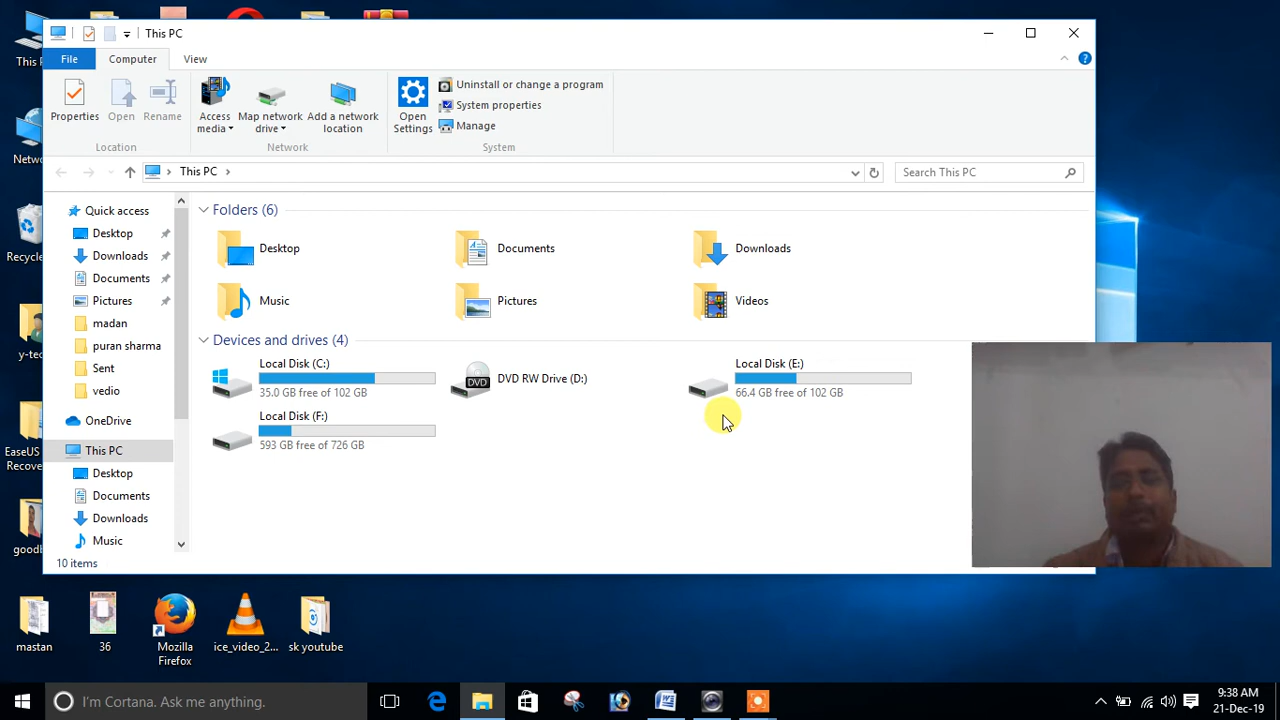 This PC
File
Computer
View
Properties
Open
Rename
Access media
Map network drive
Add a network location
Open Settings
Uninstall or change a program
System properties
Manage
Location
Network
System
This PC
Search This PC
Quick access
Desktop
Downloads
Documents
Pictures
madan
puran sharma
Sent
vedio
OneDrive
This PC
Desktop
Documents
Downloads
Music
Folders (6)
Desktop
Documents
Downloads
Music
Pictures
Videos
Devices and drives (4)
Local Disk (C:)
35.0 GB free of 102 GB
DVD
DVD RW Drive (D:)
Local Disk (E:)
66.4 GB free of 102 GB
Local Disk (F:)
593 GB free of 726 GB
10 items
This P
Netwo
Recyc
y-te
EaseUS
Recove
goodb
mastan
36
Mozilla
Firefox
ice_video_2...
sk youtube
I'm Cortana. Ask me anything.
9:38 AM
21-Dec-19